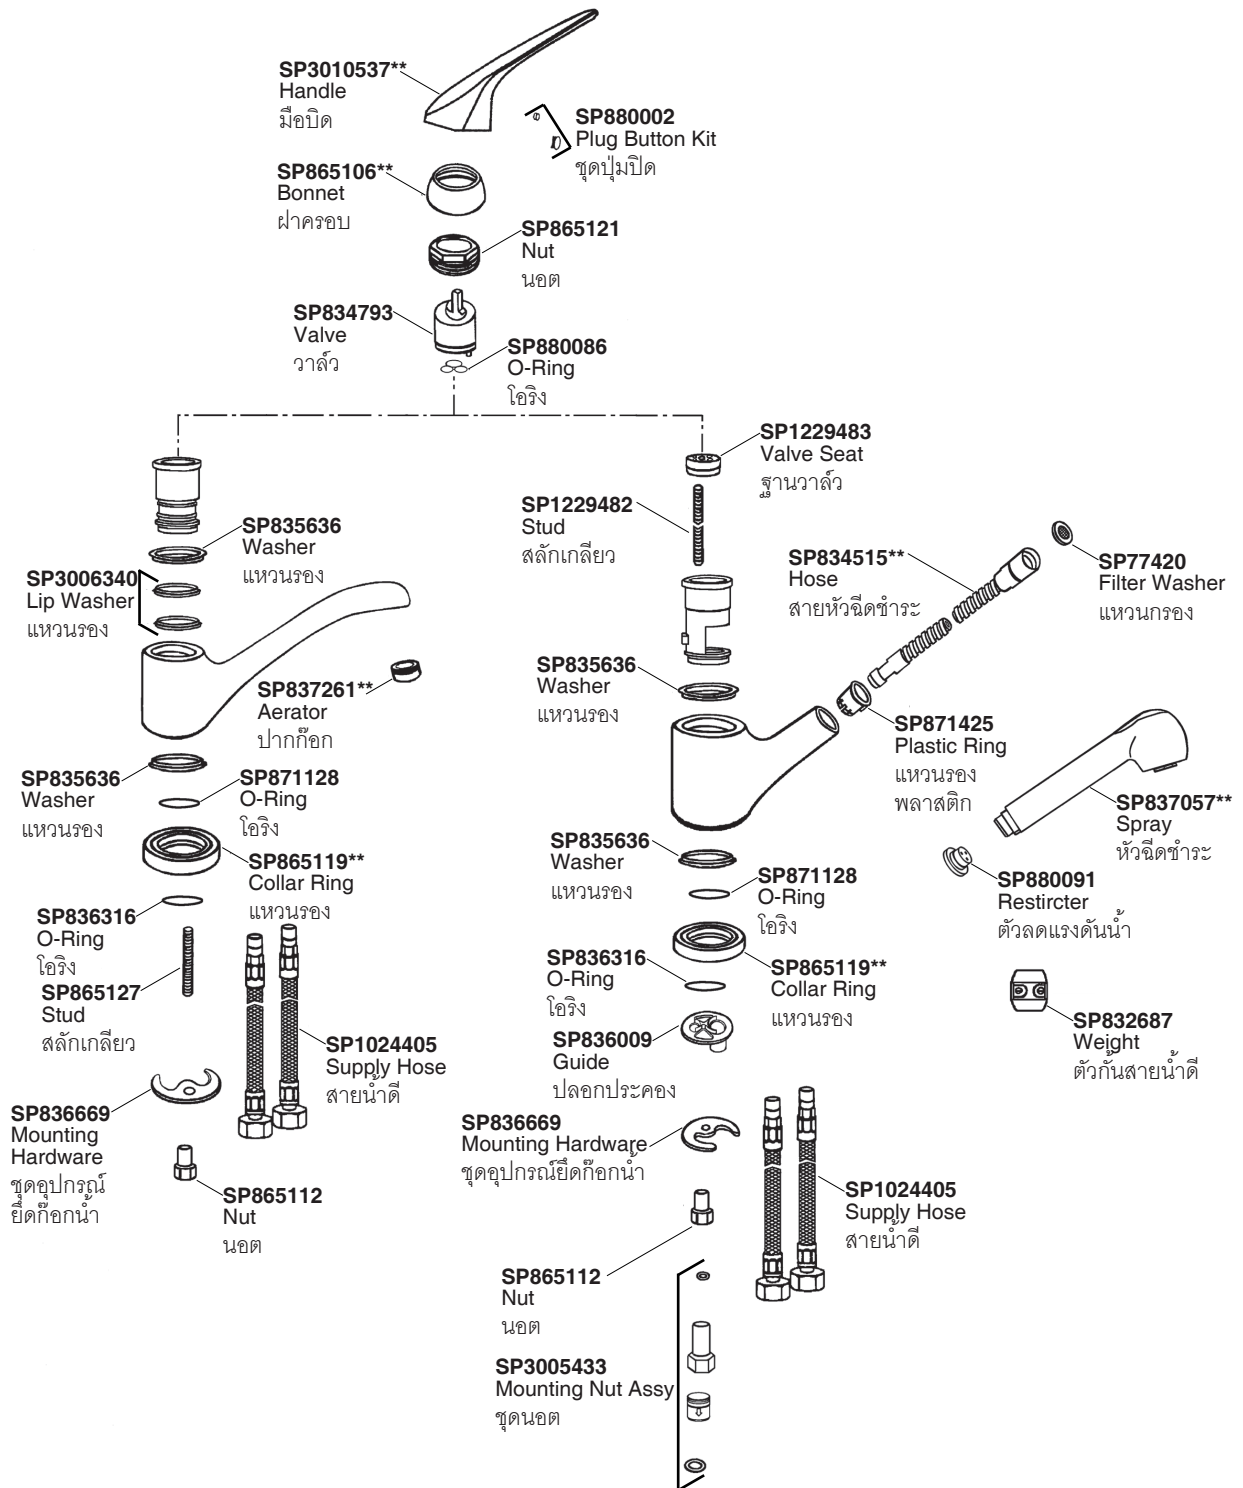 SP3010537**
Handle
มือบิด
SP880002
Plug Button Kit
ชุดปุ่มปิด
SP865106**
Bonnet
ฝาครอบ
SP865121
Nut
นอต
SP834793
Valve
วาล์ว
SP880086
O-Ring
โอริง
SP835636
Washer
แหวนรอง
SP3006340
Lip Washer
แหวนรอง
SP837261**
Aerator
ปากก๊อก
SP835636
Washer
แหวนรอง
SP871128
O-Ring
โอริง
SP865119**
Collar Ring
แหวนรอง
SP836316
O-Ring
โอริง
SP865127
Stud
สลักเกลียว
SP1024405
Supply Hose
สายน้ำดี
SP836669
Mounting
Hardware
ชุดอุปกรณ์
ยึดก๊อกน้ำ
SP865112
Nut
นอต
SP1229483
Valve Seat
ฐานวาล์ว
SP1229482
Stud
สลักเกลียว
SP834515**
Hose
สายหัวฉีดชำระ
SP77420
Filter Washer
แหวนกรอง
SP835636
Washer
แหวนรอง
SP871425
Plastic Ring
แหวนรอง
พลาสติก
SP837057**
Spray
หัวฉีดชำระ
SP835636
Washer
แหวนรอง
SP871128
O-Ring
โอริง
SP880091
Restircter
ตัวลดแรงดันน้ำ
SP836316
O-Ring
โอริง
SP865119**
Collar Ring
แหวนรอง
SP836009
Guide
ปลอกประคอง
SP832687
Weight
ตัวกั้นสายน้ำดี
SP836669
Mounting Hardware
ชุดอุปกรณ์ยึดก๊อกน้ำ
SP1024405
Supply Hose
สายน้ำดี
SP865112
Nut
นอต
SP3005433
Mounting Nut Assy
ชุดนอต